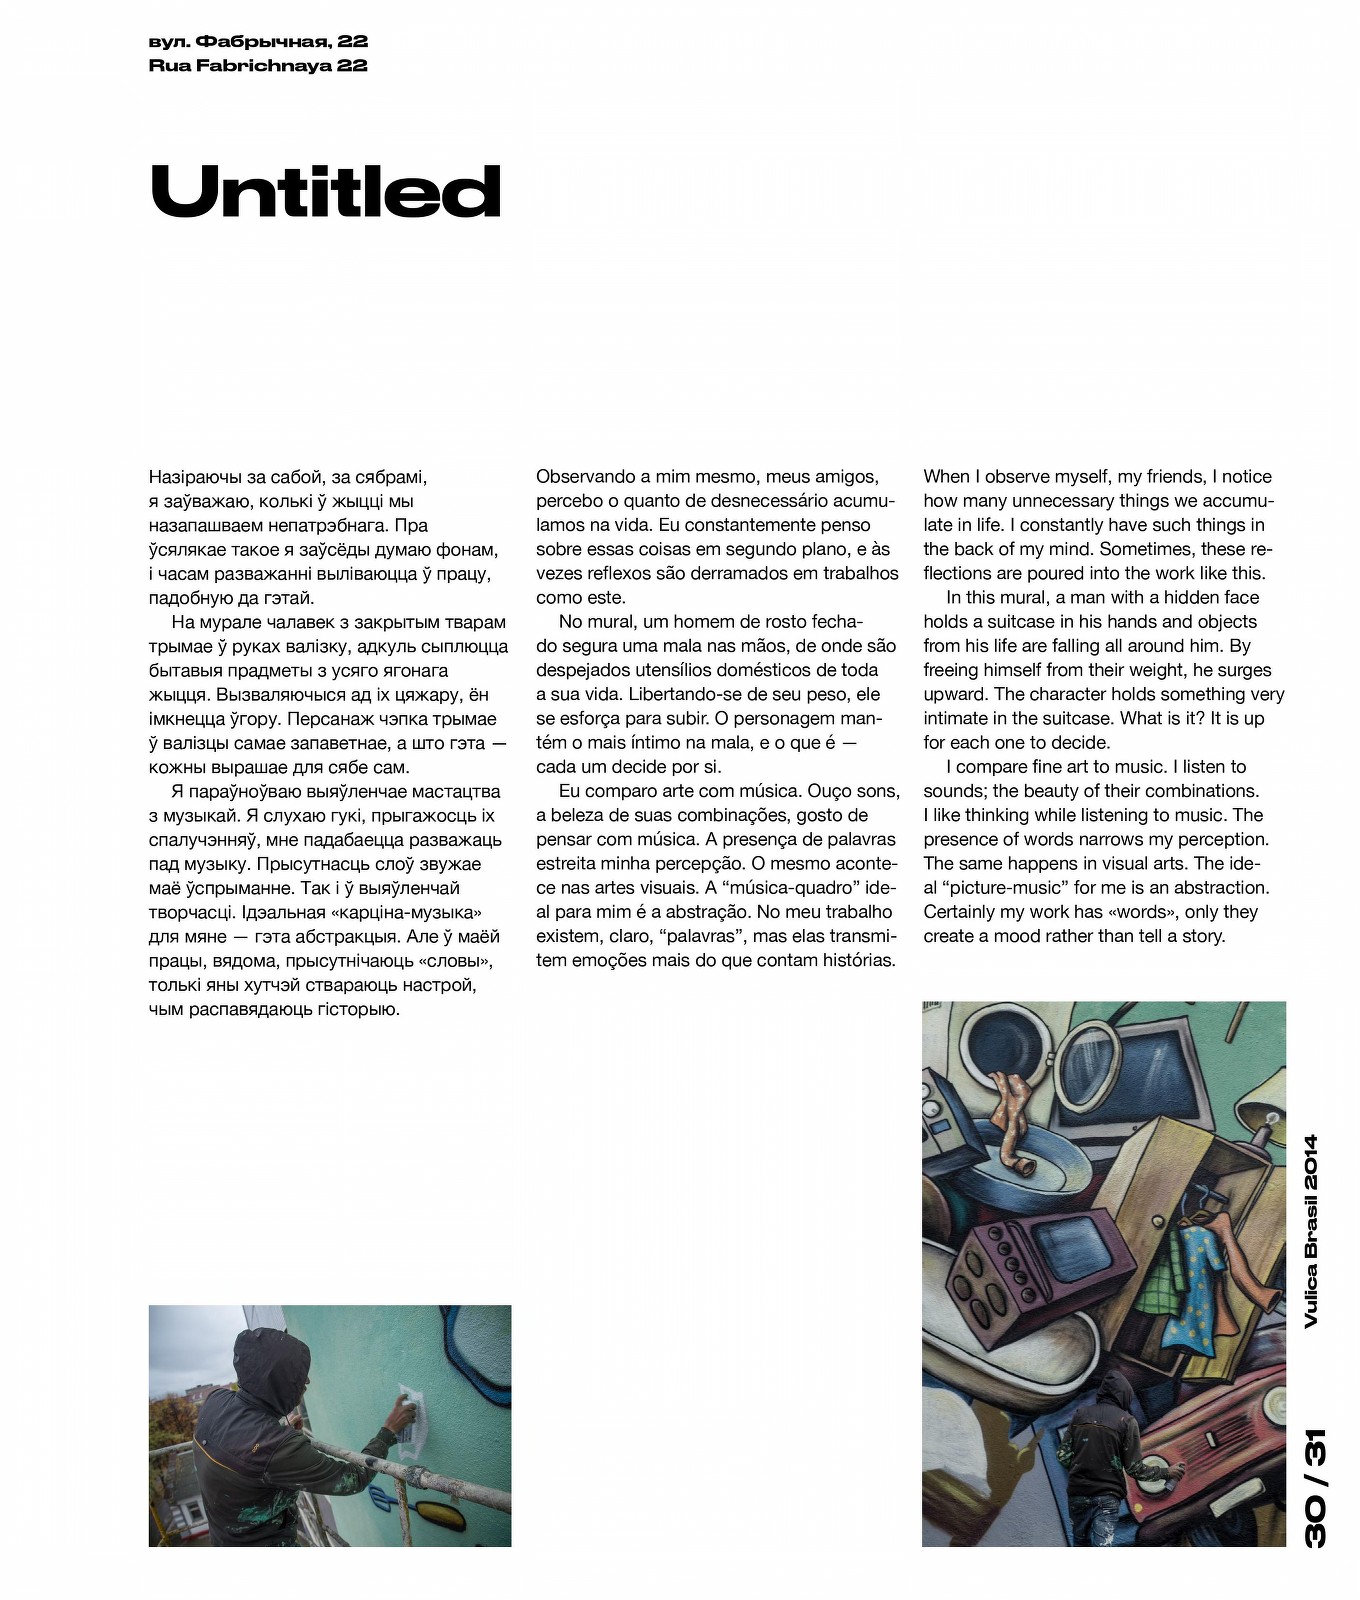 вул. Фабрычная, 22
Rua Fabrichnaya 22
Untitled
Назіраючы за сабой, за сябрамі,
я заўважаю, колькі ў жыцці мы
назапашваем непатрэбнага. Пра
ўсялякае такое я заўсёды думаю фонам,
і часам разважанні выліваюцца ў працу,
падобную да гэтай.
На мурале чалавек з закрытым тварам
трымае ў руках валізку, адкуль сыплюцца
бытавыя прадметы з усяго ягонага
жыцця. Вызваляючыся ад іх цяжару, ён
імкнецца ўгору. Персанаж чэпка трымае
ў валізцы самае запаветнае, а што гэта —
кожны вырашае для сябе сам.
Я параўноўваю выяўленчае мастацтва
з музыкай. Я слухаю гукі, прыгажосць іх
спалучэнняў, мне падабаецца разважаць
пад музыку. Прысутнасць слоў звужае
маё ўспрыманне. Так і ў выяўленчай
творчасці. Ідэальная «карціна-музыка»
для мяне — гэта абстракцыя. Але ў маёй
працы, вядома, прысутнічаюць «словы»,
толькі яны хутчэй ствараюць настрой,
чым распавядаюць гісторыю.
Observando a mim mesmo, meus amigos,
percebo o quanto de desnecessário acumu-
lamos na vida. Eu constantemente penso
sobre essas coisas em segundo plano, e às
vezes reflexos são derramados em trabalhos
como este.
No mural, um homem de rosto fecha-
do segura uma mala nas mãos, de onde são
despejados utensílios domésticos de toda
a sua vida. Libertando-se de seu peso, ele
se esforça para subir. O personagem man-
tém o mais íntimo na mala, e o que é —
cada um decide por si.
Eu comparo arte com música. Ouço sons,
a beleza de suas combinações, gosto de
pensar com música. A presença de palavras
estreita minha percepção. O mesmo aconte-
ce nas artes visuais. A “música-quadro” ide-
al para mim é a abstração. No meu trabalho
existem, claro, “palavras”, mas elas transmi-
tem emoções mais do que contam histórias.
When I observe myself, my friends, I notice
how many unnecessary things we accumu-
late in life. I constantly have such things in
the back of my mind. Sometimes, these re-
flections are poured into the work like this.
In this mural, a man with a hidden face
holds a suitcase in his hands and objects
from his life are falling all around him. By
freeing himself from their weight, he surges
upward. The character holds something very
intimate in the suitcase. What is it? It is up
for each one to decide.
I compare fine art to music. I listen to
sounds; the beauty of their combinations.
I like thinking while listening to music. The
presence of words narrows my perception.
The same happens in visual arts. The ide-
al “picture-music” for me is an abstraction.
Certainly my work has «words», only they
create a mood rather than tell a story.
Vulica Brasil 2014
30 / 31